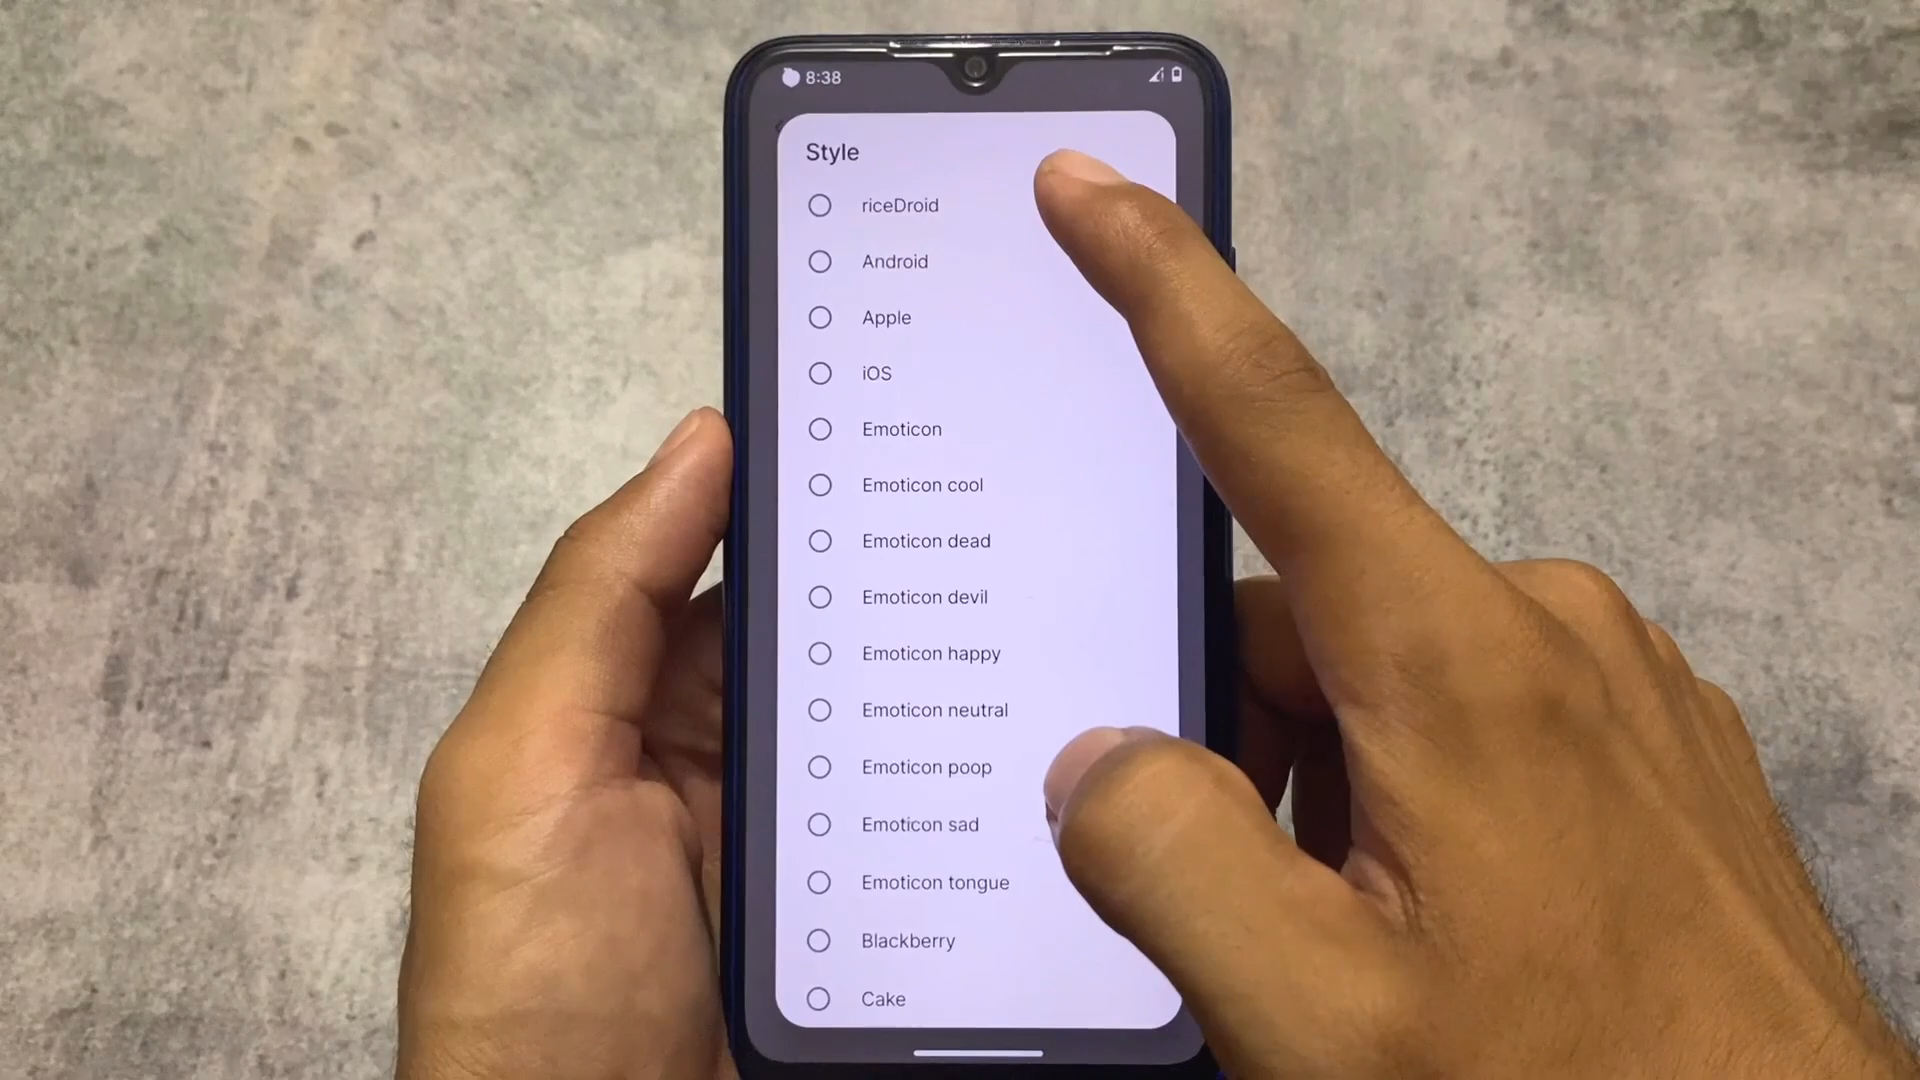 8:38
Style
riceDroid
Android
Apple
iOS
Emoticon
Emoticon cool
Emoticon dead
Emoticon devil
Emoticon happy
Emoticon neutral
Emoticon poop
Emoticon sad
Emoticon tongue
Blackberry
Cake